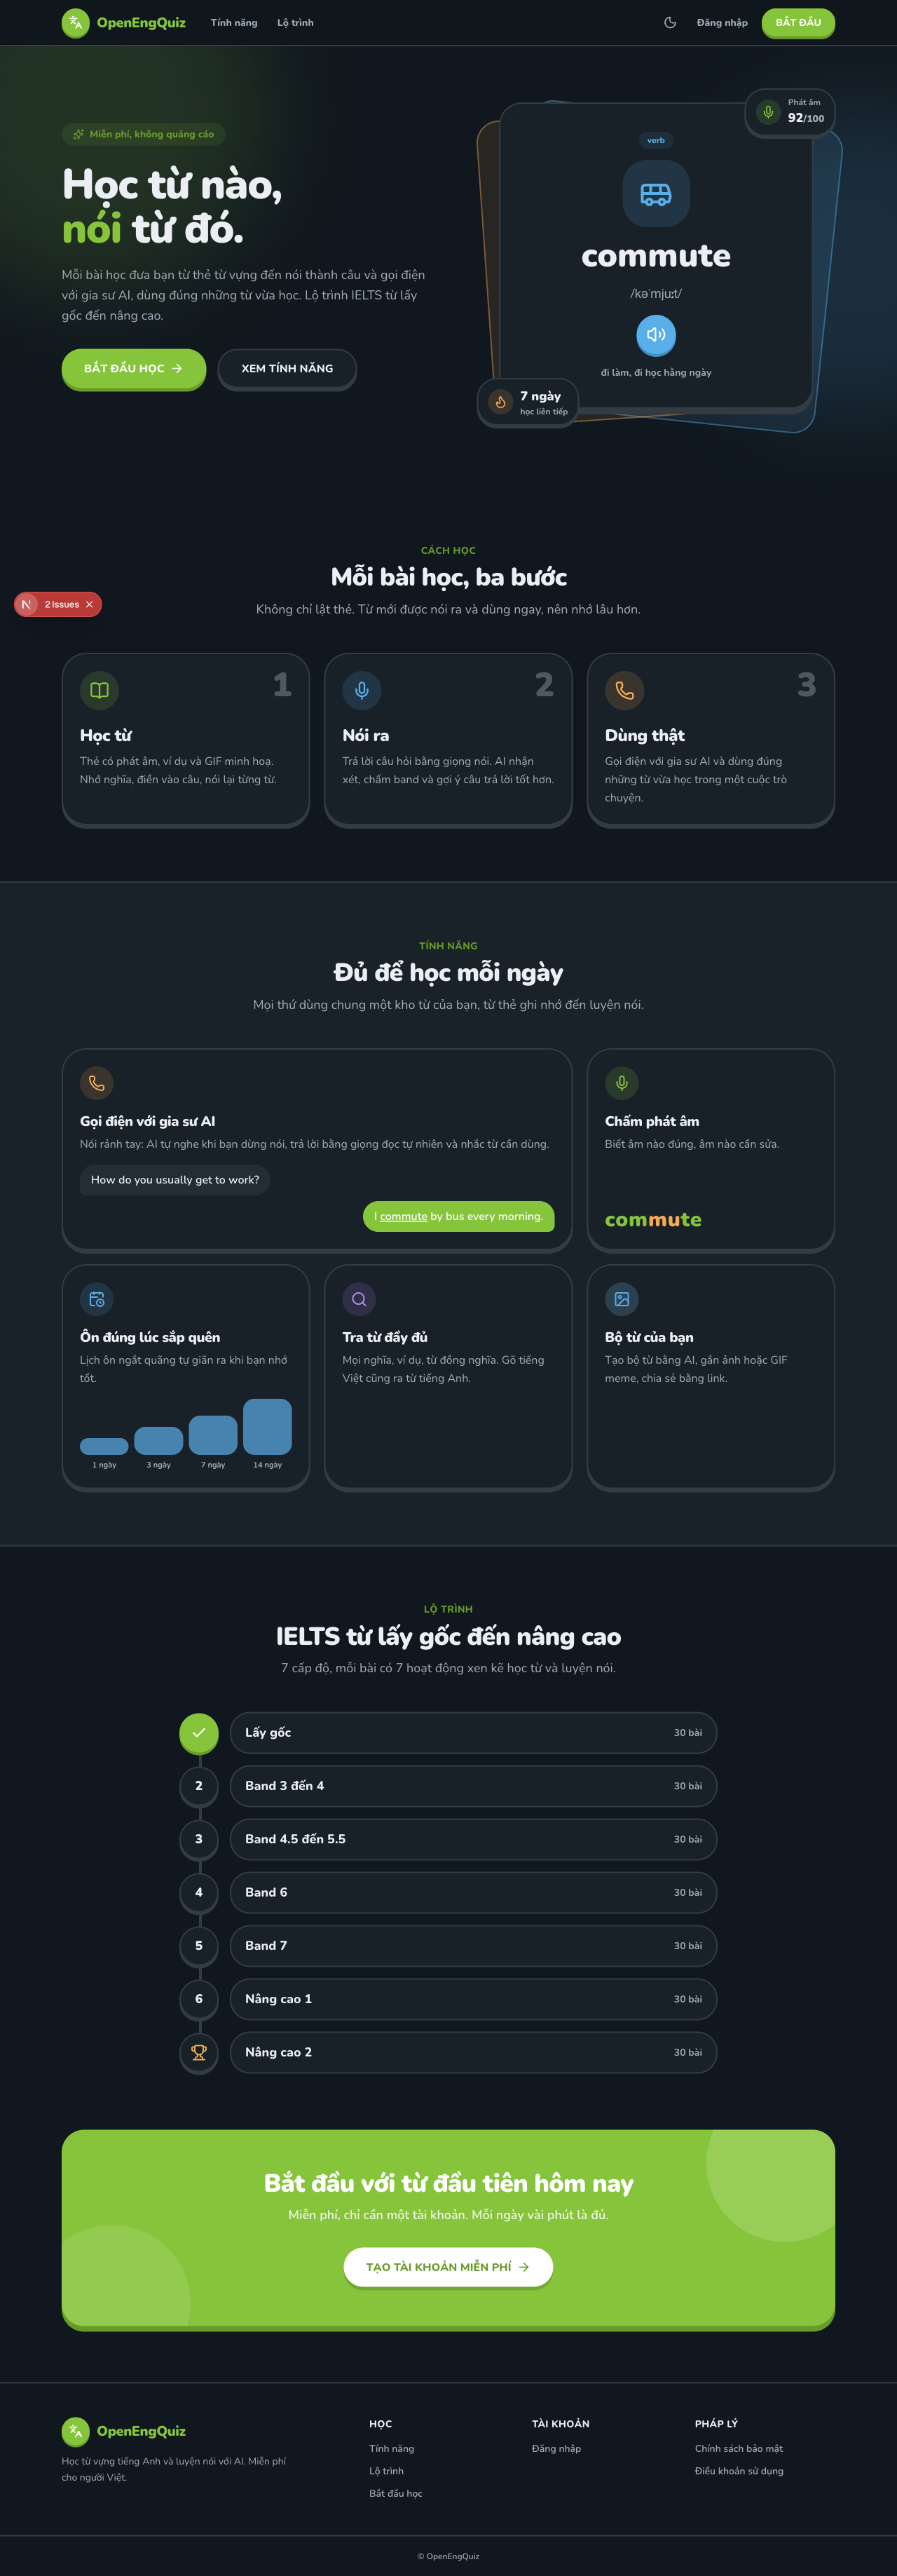 OpenEngQuiz
Tính năng
Lộ trình
Đăng nhập
BẮT ĐẦU
Miễn phí, không quảng cáo
Học từ nào,
nói từ đó.
Mỗi bài học đưa bạn từ thẻ từ vựng đến nói thành câu và gọi điện
với gia sư AI, dùng đúng những từ vừa học. Lộ trình IELTS từ lấy
gốc đến nâng cao.
BẮT ĐẦU HỌC
XEM TÍNH NĂNG
Phát âm
92/100
verb
commute
/kəˈmjuːt/
đi làm, đi học hằng ngày
7 ngày
học liên tiếp
CÁCH HỌC
Mỗi bài học, ba bước
Không chỉ lật thẻ. Từ mới được nói ra và dùng ngay, nên nhớ lâu hơn.
N 2 Issues
1
Học từ
Thẻ có phát âm, ví dụ và GIF minh hoạ.
Nhớ nghĩa, điền vào câu, nói lại từng từ.
2
Nói ra
Trả lời câu hỏi bằng giọng nói. AI nhận
xét, chấm band và gợi ý câu trả lời tốt hơn.
3
Dùng thật
Gọi điện với gia sư AI và dùng đúng
những từ vừa học trong một cuộc trò
chuyện.
TÍNH NĂNG
Đủ để học mỗi ngày
Mọi thứ dùng chung một kho từ của bạn, từ thẻ ghi nhớ đến luyện nói.
Gọi điện với gia sư AI
Nói rảnh tay: AI tự nghe khi bạn dừng nói, trả lời bằng giọng đọc tự nhiên và nhắc từ cần dùng.
How do you usually get to work?
I commute by bus every morning.
Chấm phát âm
Biết âm nào đúng, âm nào cần sửa.
commute
Ôn đúng lúc sắp quên
Lịch ôn ngắt quãng tự giãn ra khi bạn nhớ
tốt.
1 ngày
3 ngày
7 ngày
14 ngày
Tra từ đầy đủ
Mọi nghĩa, ví dụ, từ đồng nghĩa. Gõ tiếng
Việt cũng ra từ tiếng Anh.
Bộ từ của bạn
Tạo bộ từ bằng AI, gắn ảnh hoặc GIF
meme, chia sẻ bằng link.
LỘ TRÌNH
IELTS từ lấy gốc đến nâng cao
7 cấp độ, mỗi bài có 7 hoạt động xen kẽ học từ và luyện nói.
Lấy gốc 30 bài
2 Band 3 đến 4 30 bài
3 Band 4.5 đến 5.5 30 bài
4 Band 6 30 bài
5 Band 7 30 bài
6 Nâng cao 1 30 bài
Nâng cao 2 30 bài
Bắt đầu với từ đầu tiên hôm nay
Miễn phí, chỉ cần một tài khoản. Mỗi ngày vài phút là đủ.
TẠO TÀI KHOẢN MIỄN PHÍ
OpenEngQuiz
Học từ vựng tiếng Anh và luyện nói với AI. Miễn phí
cho người Việt.
HỌC
Tính năng
Lộ trình
Bắt đầu học
TÀI KHOẢN
Đăng nhập
PHÁP LÝ
Chính sách bảo mật
Điều khoản sử dụng
© OpenEngQuiz